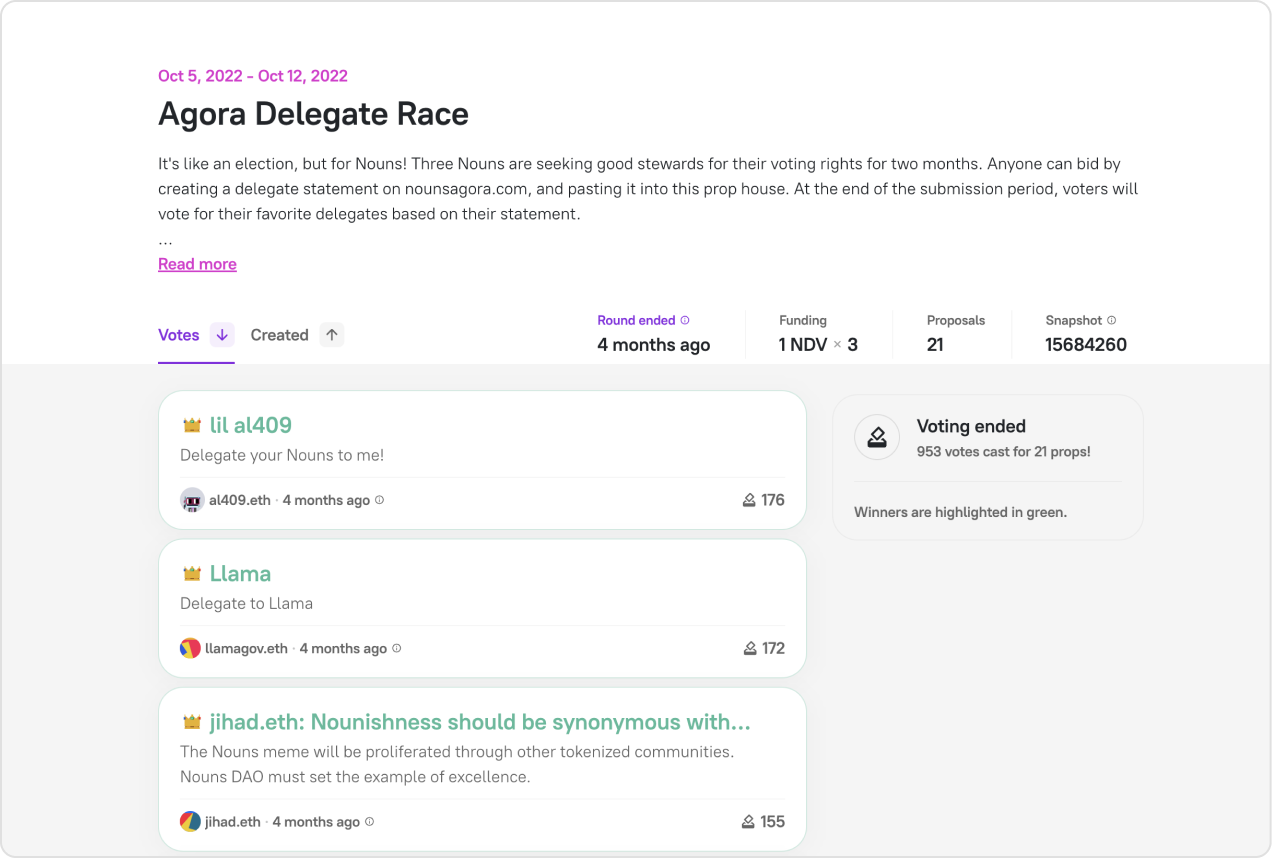 Oct 5, 2022 - Oct 12, 2022
Agora Delegate Race
It's like an election, but for Nouns! Three Nouns are seeking good stewards for their voting rights for two months. Anyone can bid by
creating a delegate statement on nounsagora.com, and pasting it into this prop house. At the end of the submission period, voters will
vote for their favorite delegates based on their statement.
...
Read more
Votes ↓ Created ↑
Round ended Funding Proposals Snapshot
4 months ago 1 NDV × 3 21 15684260
lil al409
Delegate your Nouns to me!
al409.eth · 4 months ago 176
Voting ended
953 votes cast for 21 props!
Winners are highlighted in green.
Llama
Delegate to Llama
llamagov.eth · 4 months ago 172
jihad.eth: Nounishness should be synonymous with...
The Nouns meme will be proliferated through other tokenized communities.
Nouns DAO must set the example of excellence.
jihad.eth · 4 months ago 155